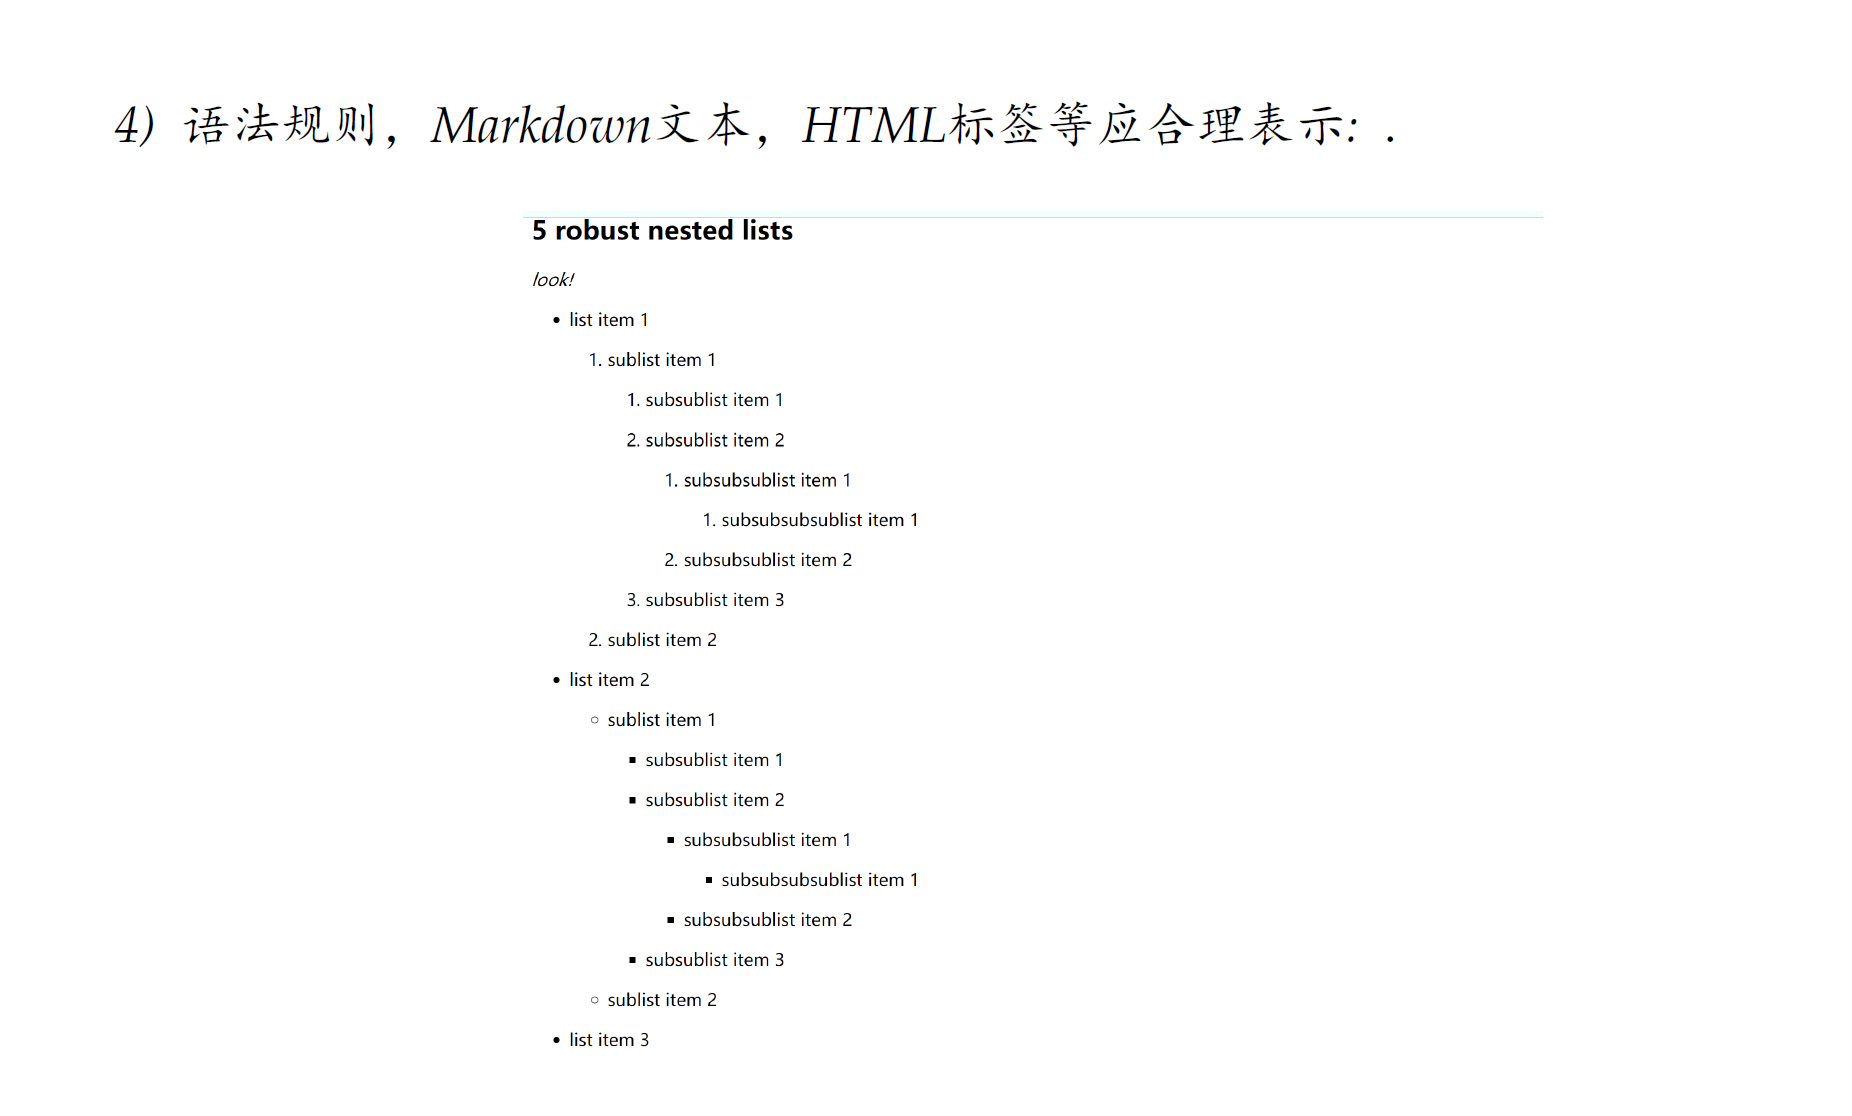 4) 语法规则，Markdown文本，HTML标签等应合理表示: .
5 robust nested lists
look!
• list item 1
1. sublist item 1
1. subsublist item 1
2. subsublist item 2
1. subsubsublist item 1
1. subsubsubsublist item 1
2. subsubsublist item 2
3. subsublist item 3
2. sublist item 2
• list item 2
○ sublist item 1
▪ subsublist item 1
▪ subsublist item 2
▪ subsubsublist item 1
▪ subsubsubsublist item 1
▪ subsubsublist item 2
▪ subsublist item 3
○ sublist item 2
• list item 3